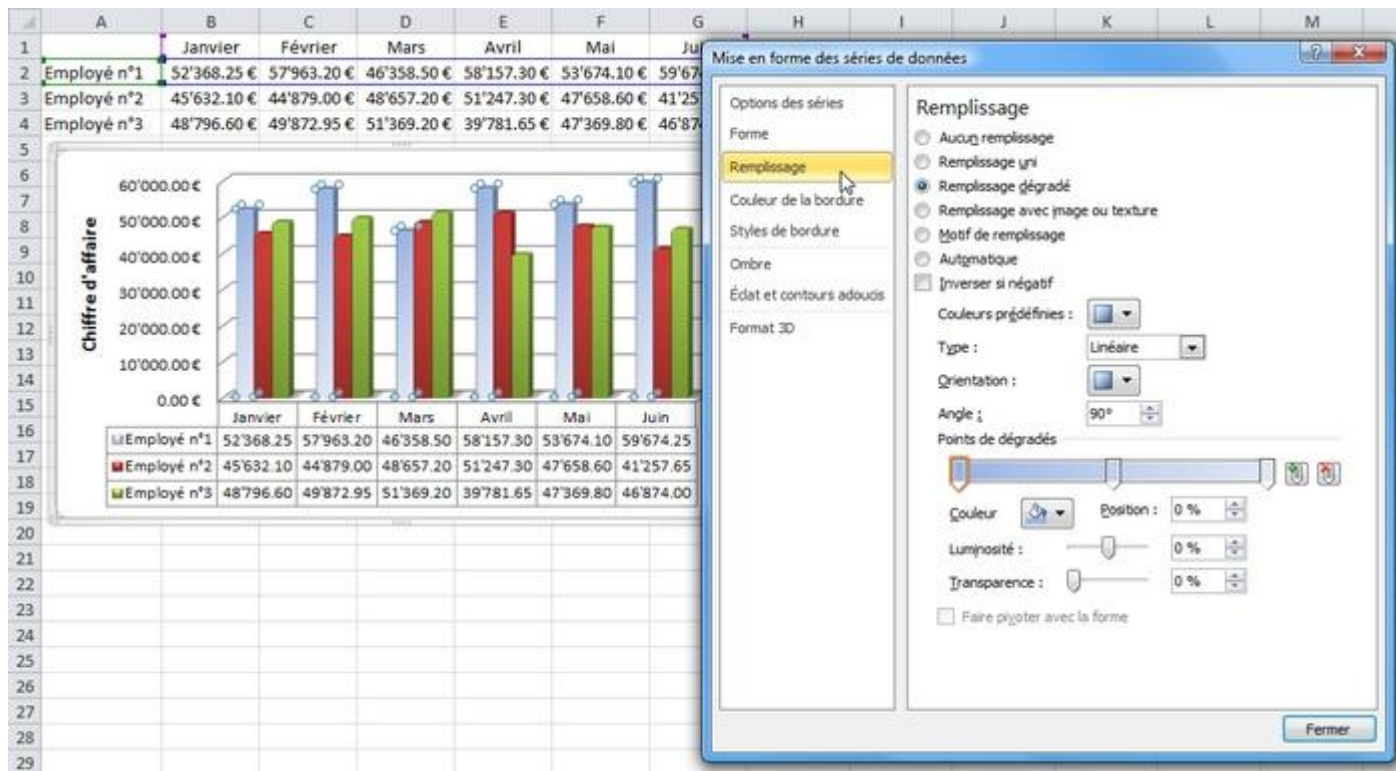 A B C D E F G H I J K L M
1 Janvier Février Mars Avril Mai
2 Employé n°1 52'368.25 € 57'963.20 € 46'358.50 € 58'157.30 € 53'674.10 €
3 Employé n°2 45'632.10 € 44'879.00 € 48'657.20 € 51'247.30 € 47'658.60 €
4 Employé n°3 48'796.60 € 49'872.95 € 51'369.20 € 39'781.65 € 47'369.80 €
5
6
7
8
9
10
11
12
13
14
15
16
17
18
19
20
21
22
23
24
25
26
27
28
29
Chiffre d'affaire
60'000.00 €
50'000.00 €
40'000.00 €
30'000.00 €
20'000.00 €
10'000.00 €
0.00 €
Janvier Février Mars Avril Mai Juin
Employé n°1 52'368.25 57'963.20 46'358.50 58'157.30 53'674.10 59'674.25
Employé n°2 45'632.10 44'879.00 48'657.20 51'247.30 47'658.60 41'257.65
Employé n°3 48'796.60 49'872.95 51'369.20 39'781.65 47'369.80 46'874.00
Mise en forme des séries de données
Options des séries
Forme
Remplissage
Couleur de la bordure
Styles de bordure
Ombre
Éclat et contours adoucis
Format 3D
Remplissage
Aucun remplissage
Remplissage uni
Remplissage dégradé
Remplissage avec image ou texture
Motif de remplissage
Automatique
Inverser si négatif
Couleurs prédéfinies :
Type : Linéaire
Orientation :
Angle : 90°
Points de dégradés
Couleur Position : 0 %
Luminosité : 0 %
Transparence : 0 %
Faire pivoter avec la forme
Fermer